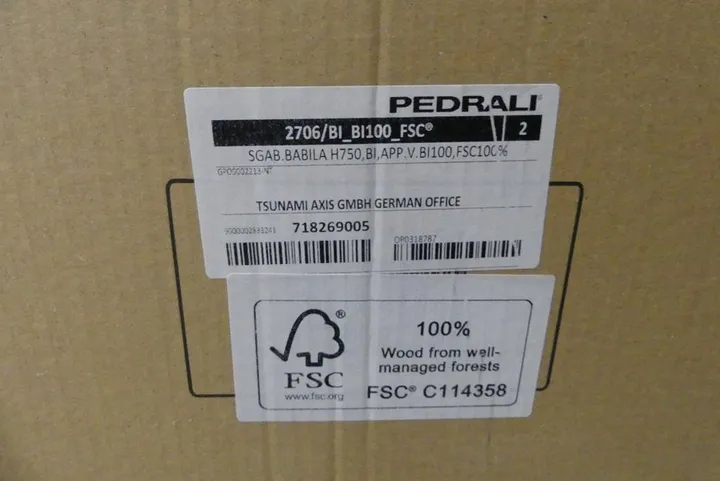 PEDRALI
2706/BI_BI100_FSC® 2
SGAB.BABILA H750,BI,APP.V.BI100,FSC100%
TSUNAMI AXIS GMBH GERMAN OFFICE
718269005
OP0318787
FSC®
www.fsc.org
100%
Wood from well-
managed forests
FSC® C114358